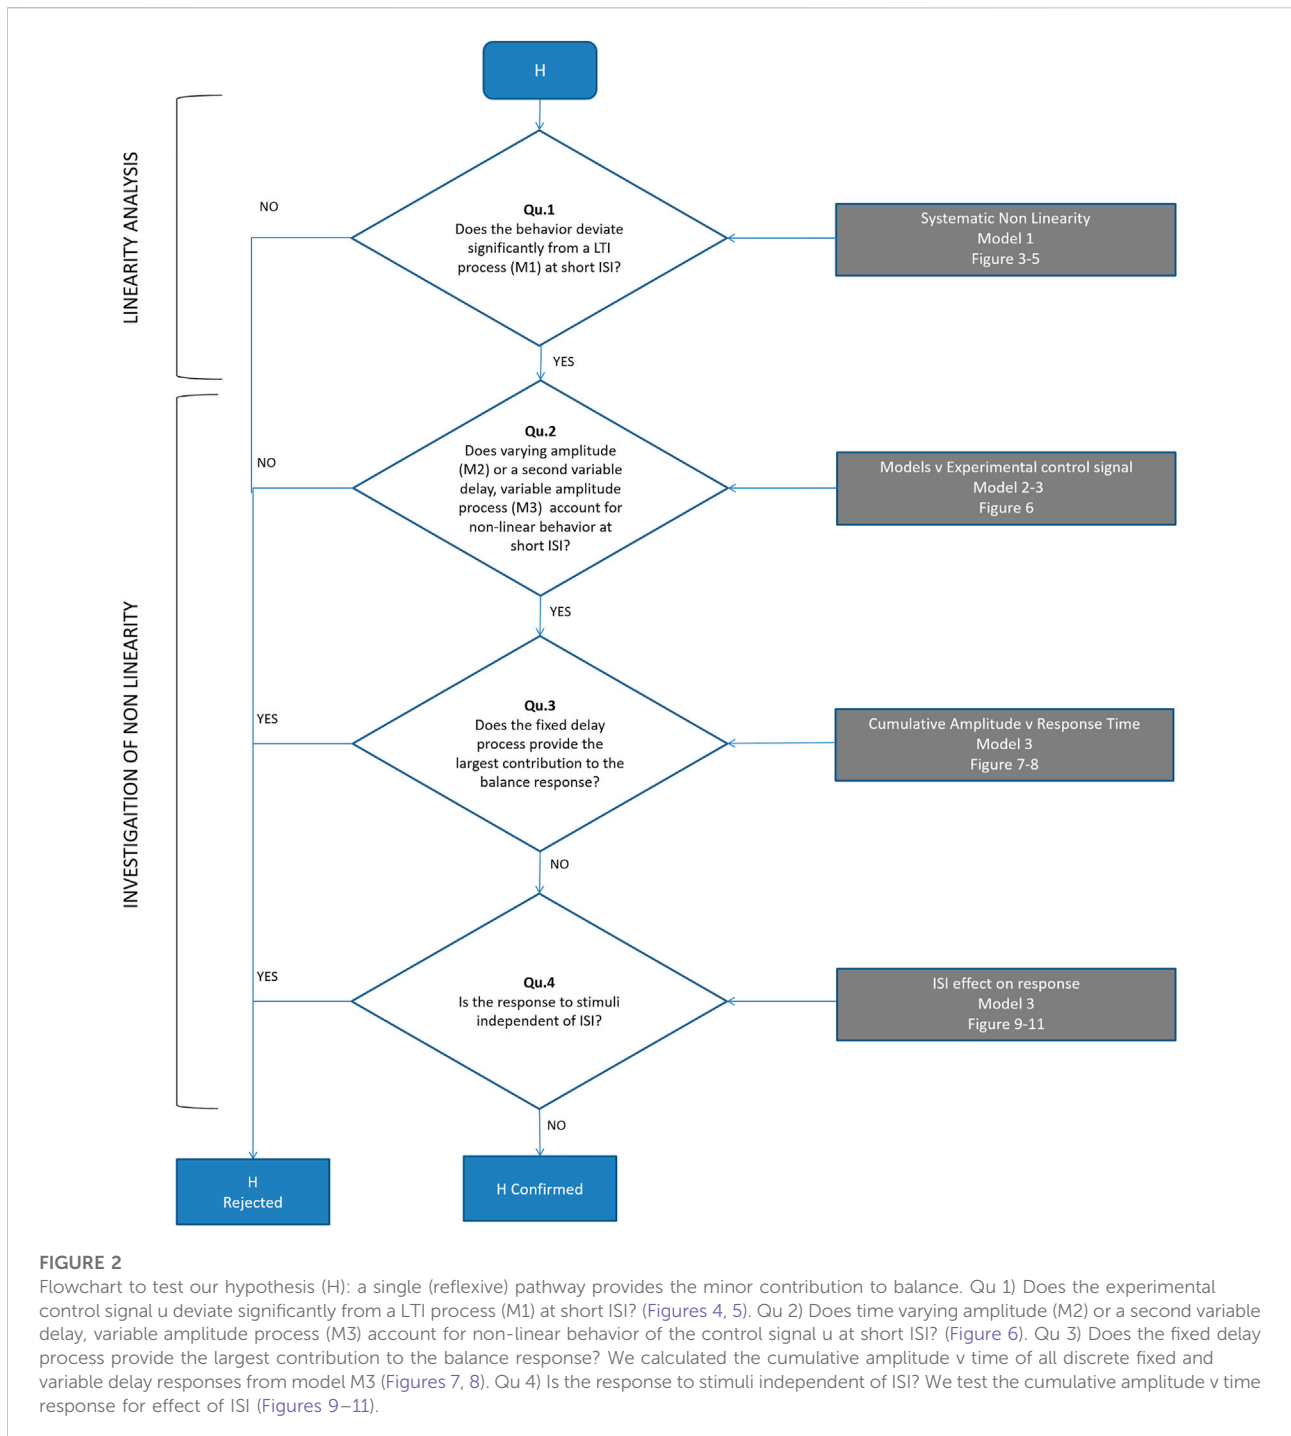 H
LINEARITY ANALYSIS
NO
Qu.1
Does the behavior deviate
significantly from a LTI
process (M1) at short ISI?
Systematic Non Linearity
Model 1
Figure 3-5
YES
INVESTIGAITION OF NON LINEARITY
NO
Qu.2
Does varying amplitude
(M2) or a second variable
delay, variable amplitude
process (M3) account for
non-linear behavior at
short ISI?
Models v Experimental control signal
Model 2-3
Figure 6
YES
YES
Qu.3
Does the fixed delay
process provide the
largest contribution to the
balance response?
Cumulative Amplitude v Response Time
Model 3
Figure 7-8
NO
YES
Qu.4
Is the response to stimuli
independent of ISI?
ISI effect on response
Model 3
Figure 9-11
NO
H
Rejected
H Confirmed
FIGURE 2
Flowchart to test our hypothesis (H): a single (reflexive) pathway provides the minor contribution to balance. Qu 1) Does the experimental
control signal u deviate significantly from a LTI process (M1) at short ISI? (Figures 4, 5). Qu 2) Does time varying amplitude (M2) or a second variable
delay, variable amplitude process (M3) account for non-linear behavior of the control signal u at short ISI? (Figure 6). Qu 3) Does the fixed delay
process provide the largest contribution to the balance response? We calculated the cumulative amplitude v time of all discrete fixed and
variable delay responses from model M3 (Figures 7, 8). Qu 4) Is the response to stimuli independent of ISI? We test the cumulative amplitude v time
response for effect of ISI (Figures 9–11).